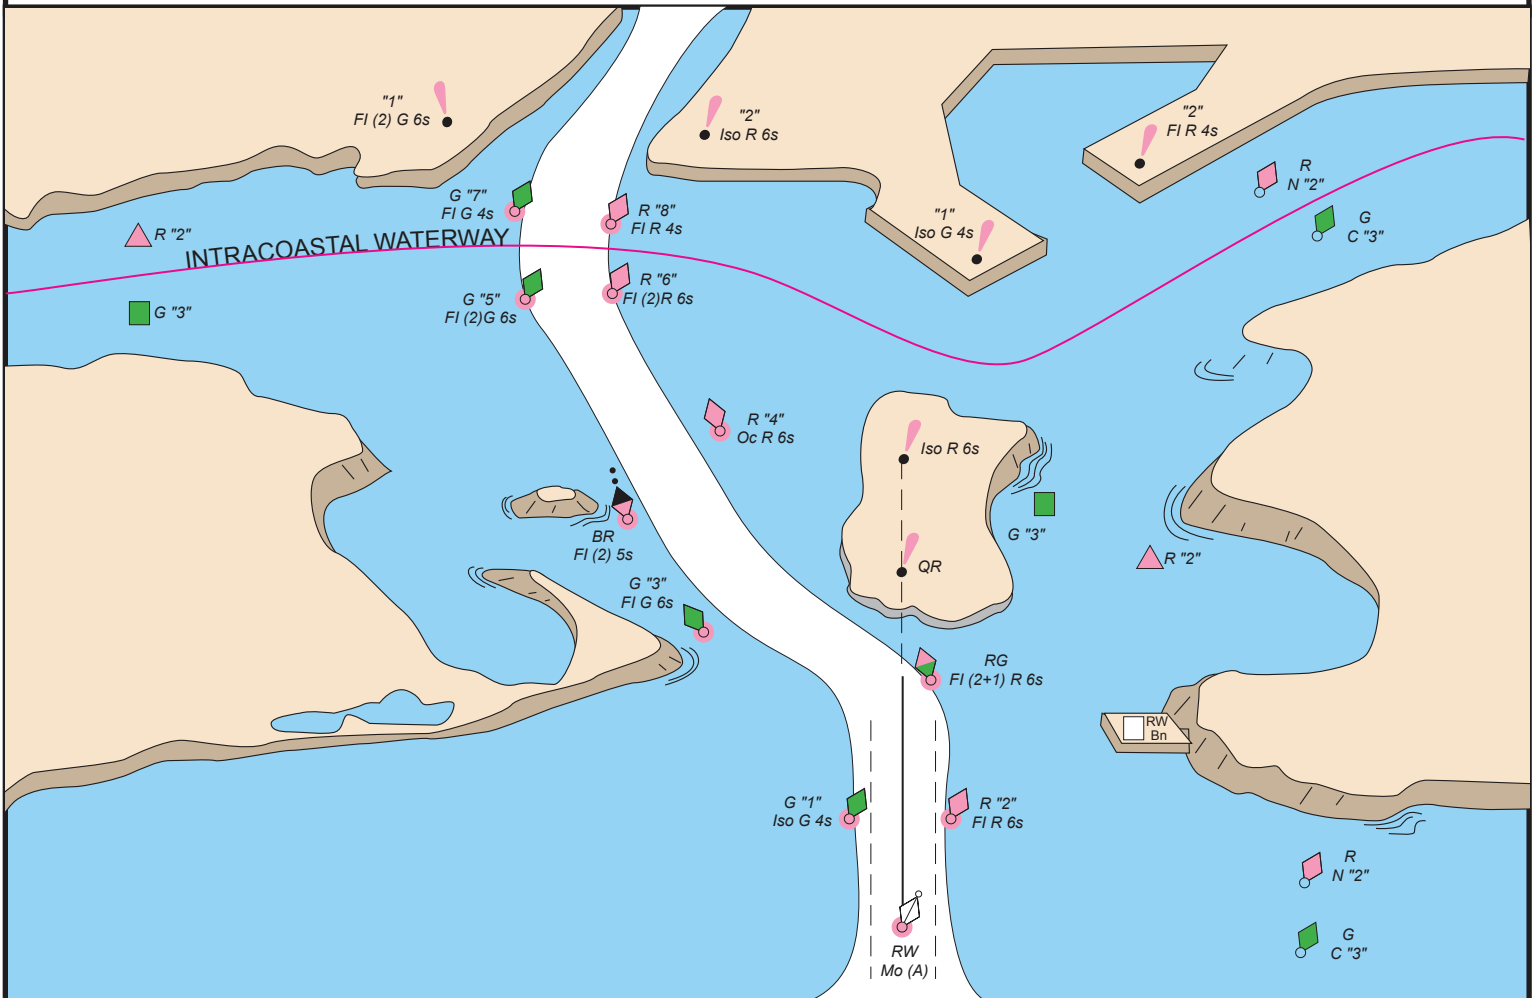 "1"
Fl (2) G 6s
"2"
Iso R 6s
"2"
Fl R 4s
R
N "2"
G
C "3"
G "7"
Fl G 4s
R "8"
Fl R 4s
"1"
Iso G 4s
R "2"
INTRACOASTAL WATERWAY
G "3"
G "5"
Fl (2)G 6s
R "6"
Fl (2)R 6s
R "4"
Oc R 6s
Iso R 6s
G "3"
BR
Fl (2) 5s
QR
R "2"
G "3"
Fl G 6s
RG
Fl (2+1) R 6s
RW
Bn
G "1"
Iso G 4s
R "2"
Fl R 6s
R
N "2"
RW
Mo (A)
G
C "3"